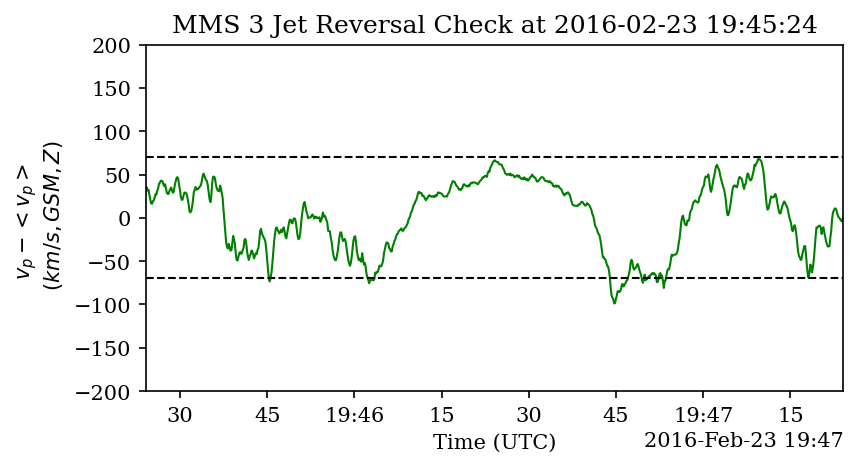 MMS 3 Jet Reversal Check at 2016-02-23 19:45:24
200
150
100
50
0
−50
−100
−150
−200
v_p − < v_p >
(km/s, GSM, Z)
30 45 19:46 15 30 45 19:47 15
Time (UTC)
2016-Feb-23 19:47